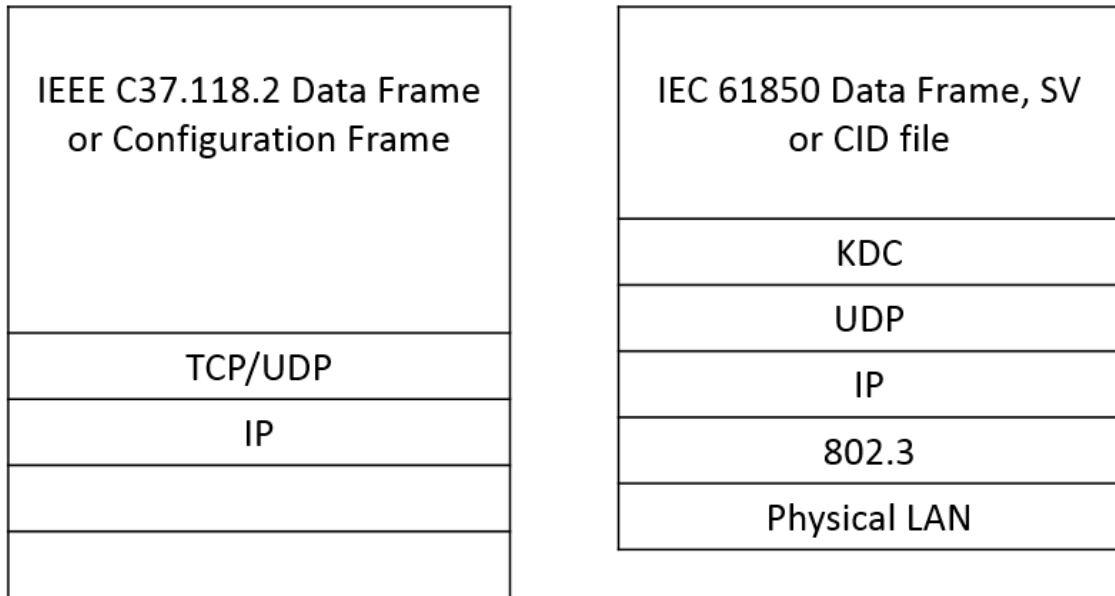 IEEE C37.118.2 Data Frame
or Configuration Frame
TCP/UDP
IP
IEC 61850 Data Frame, SV
or CID file
KDC
UDP
IP
802.3
Physical LAN